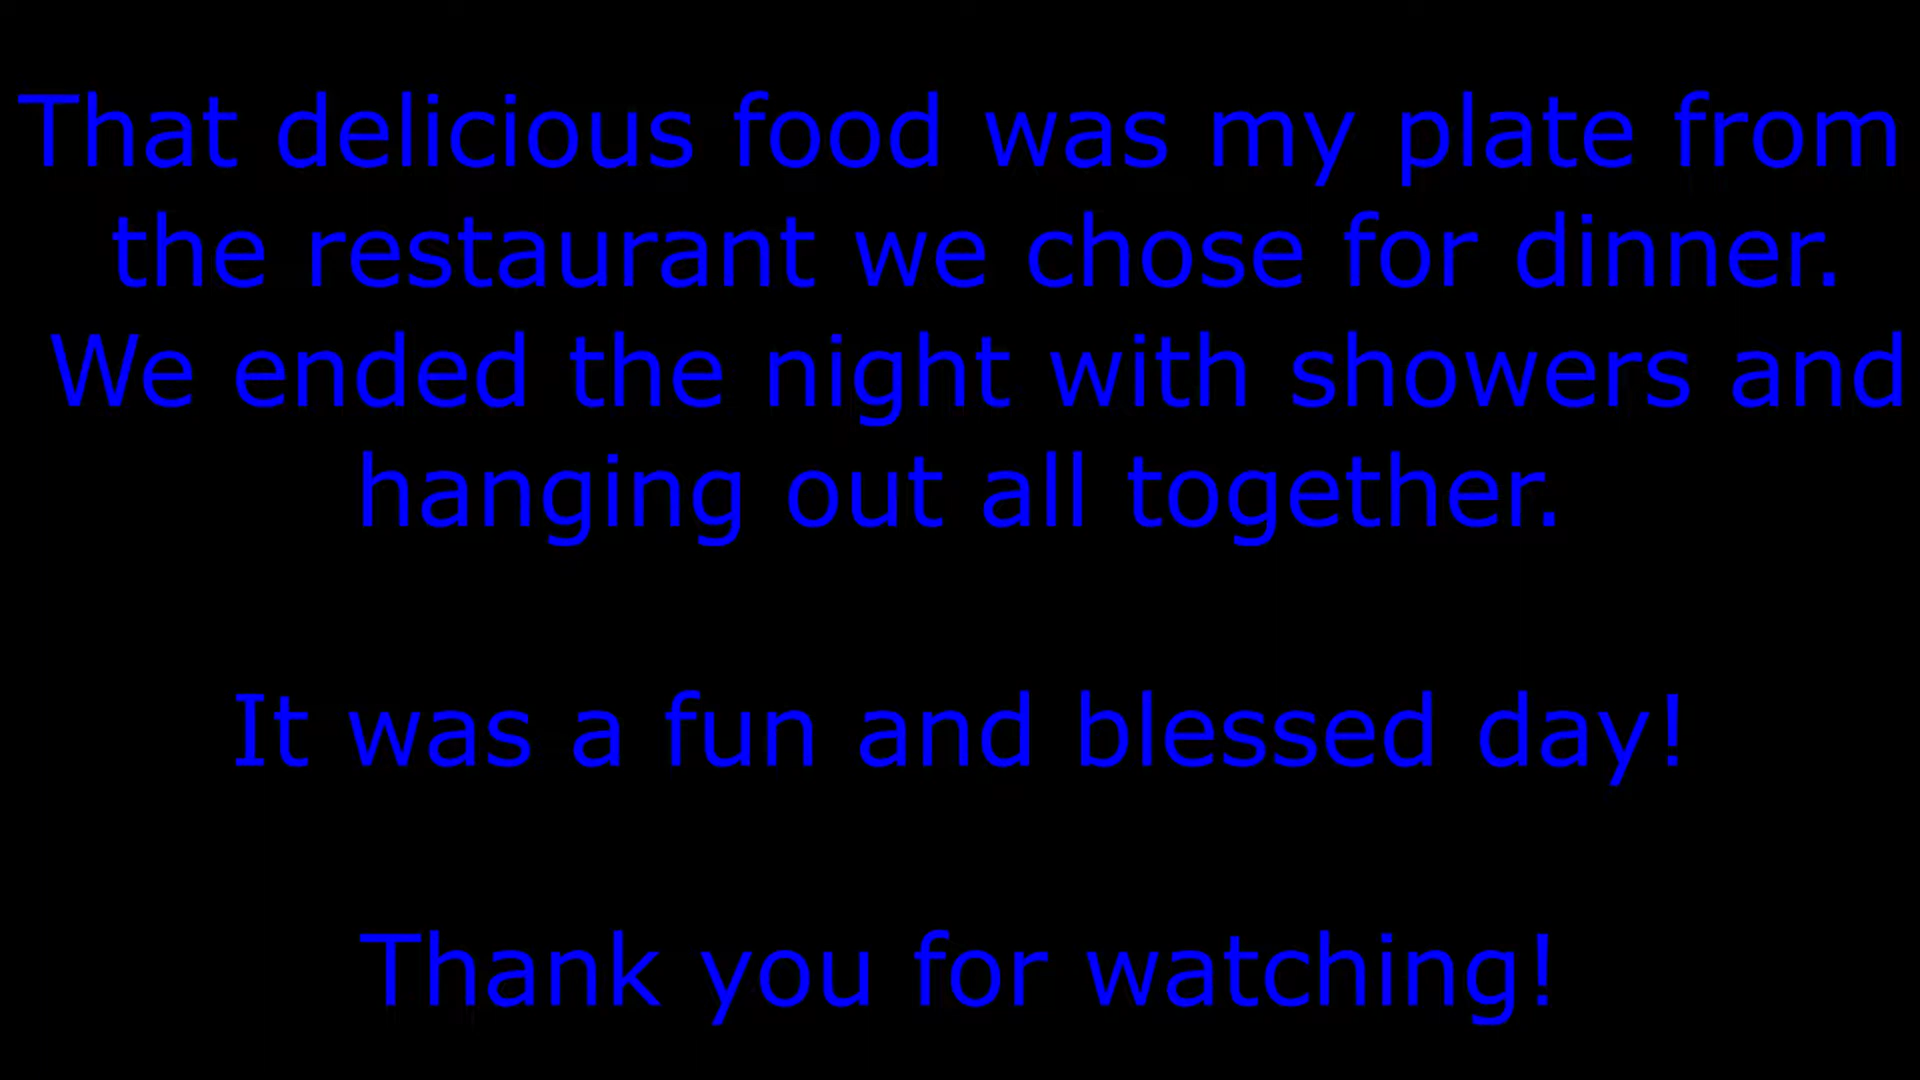 That delicious food was my plate from
the restaurant we chose for dinner.
We ended the night with showers and
hanging out all together.
It was a fun and blessed day!
Thank you for watching!